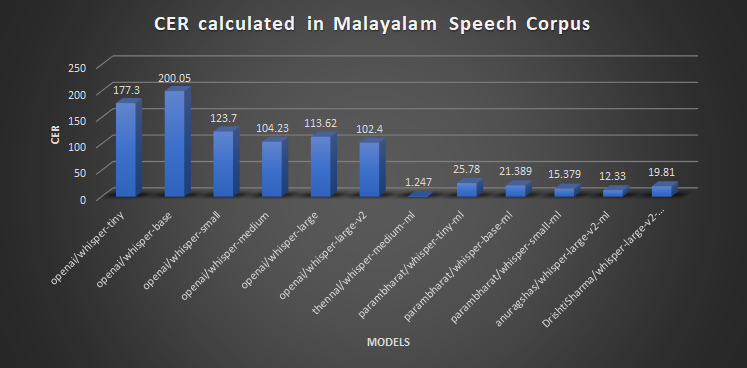 CER calculated in Malayalam Speech Corpus
CER
250
200
150
100
50
0
177.3
200.05
123.7
104.23
113.62
102.4
1.247
25.78
21.389
15.379
12.33
19.81
openai/whisper-tiny
openai/whisper-base
openai/whisper-small
openai/whisper-medium
openai/whisper-large
openai/whisper-large-v2
thennal/whisper-medium-ml
parambharat/whisper-tiny-ml
parambharat/whisper-base-ml
parambharat/whisper-small-ml
anuragshas/whisper-large-v2-ml
DrishtiSharma/whisper-large-v2-...
MODELS